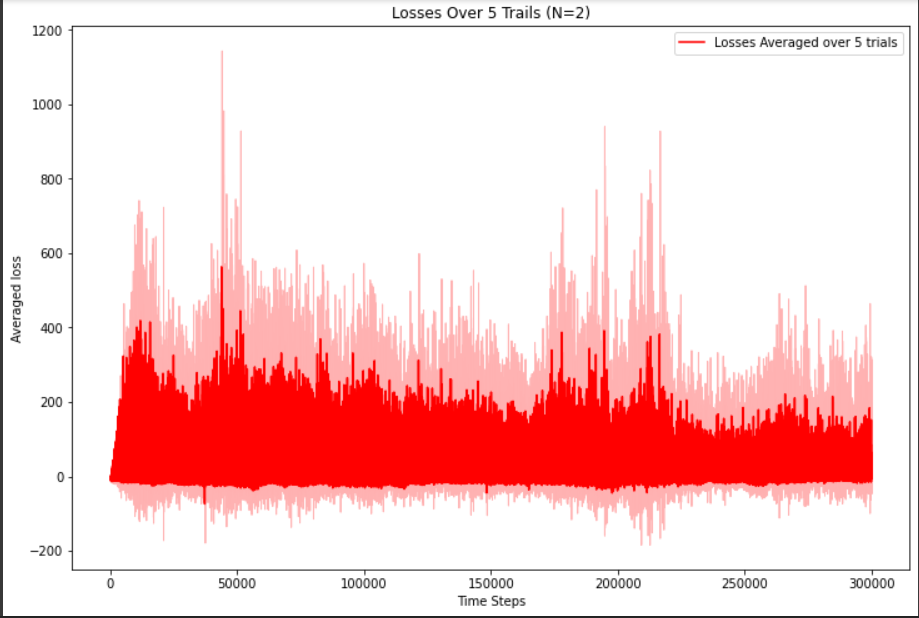 Losses Over 5 Trails (N=2)
Losses Averaged over 5 trials
1200
1000
800
600
400
200
0
−200
Averaged loss
0 50000 100000 150000 200000 250000 300000
Time Steps